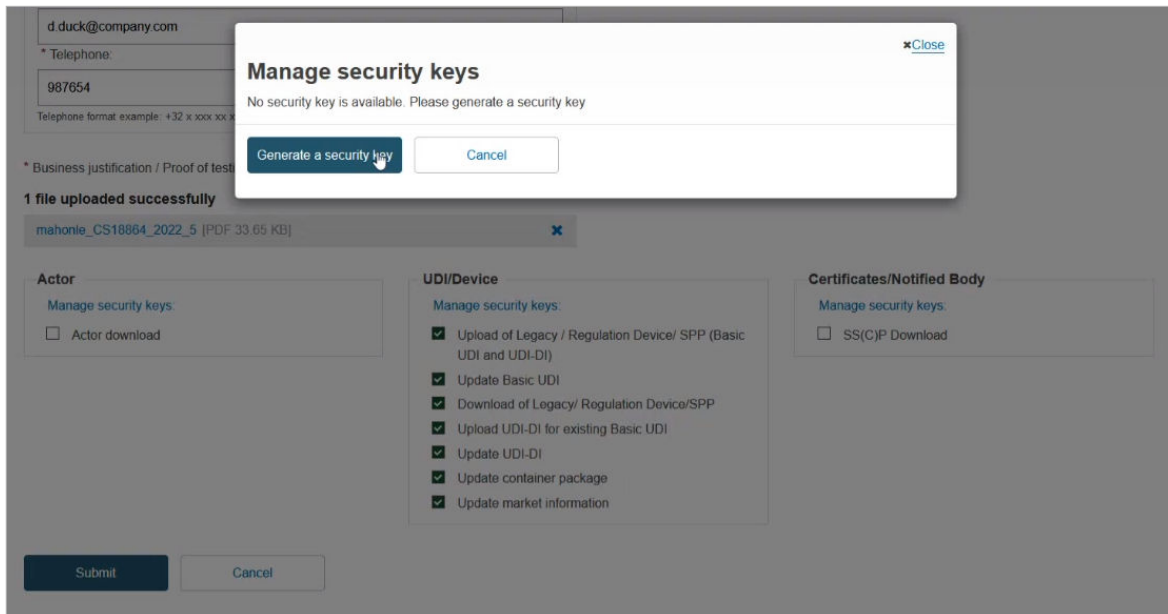 d.duck@company.com
* Telephone:
987654
Telephone format example: +32 x xxx xx x
* Business justification / Proof of testi
1 file uploaded successfully
mahonie_CS18864_2022_5 [PDF 33.65 KB]
✖Close
Manage security keys
No security key is available. Please generate a security key
Generate a security key
Cancel
Actor
Manage security keys:
Actor download
UDI/Device
Manage security keys:
Upload of Legacy / Regulation Device/ SPP (Basic
UDI and UDI-DI)
Update Basic UDI
Download of Legacy/ Regulation Device/SPP
Upload UDI-DI for existing Basic UDI
Update UDI-DI
Update container package
Update market information
Certificates/Notified Body
Manage security keys:
SS(C)P Download
Submit
Cancel